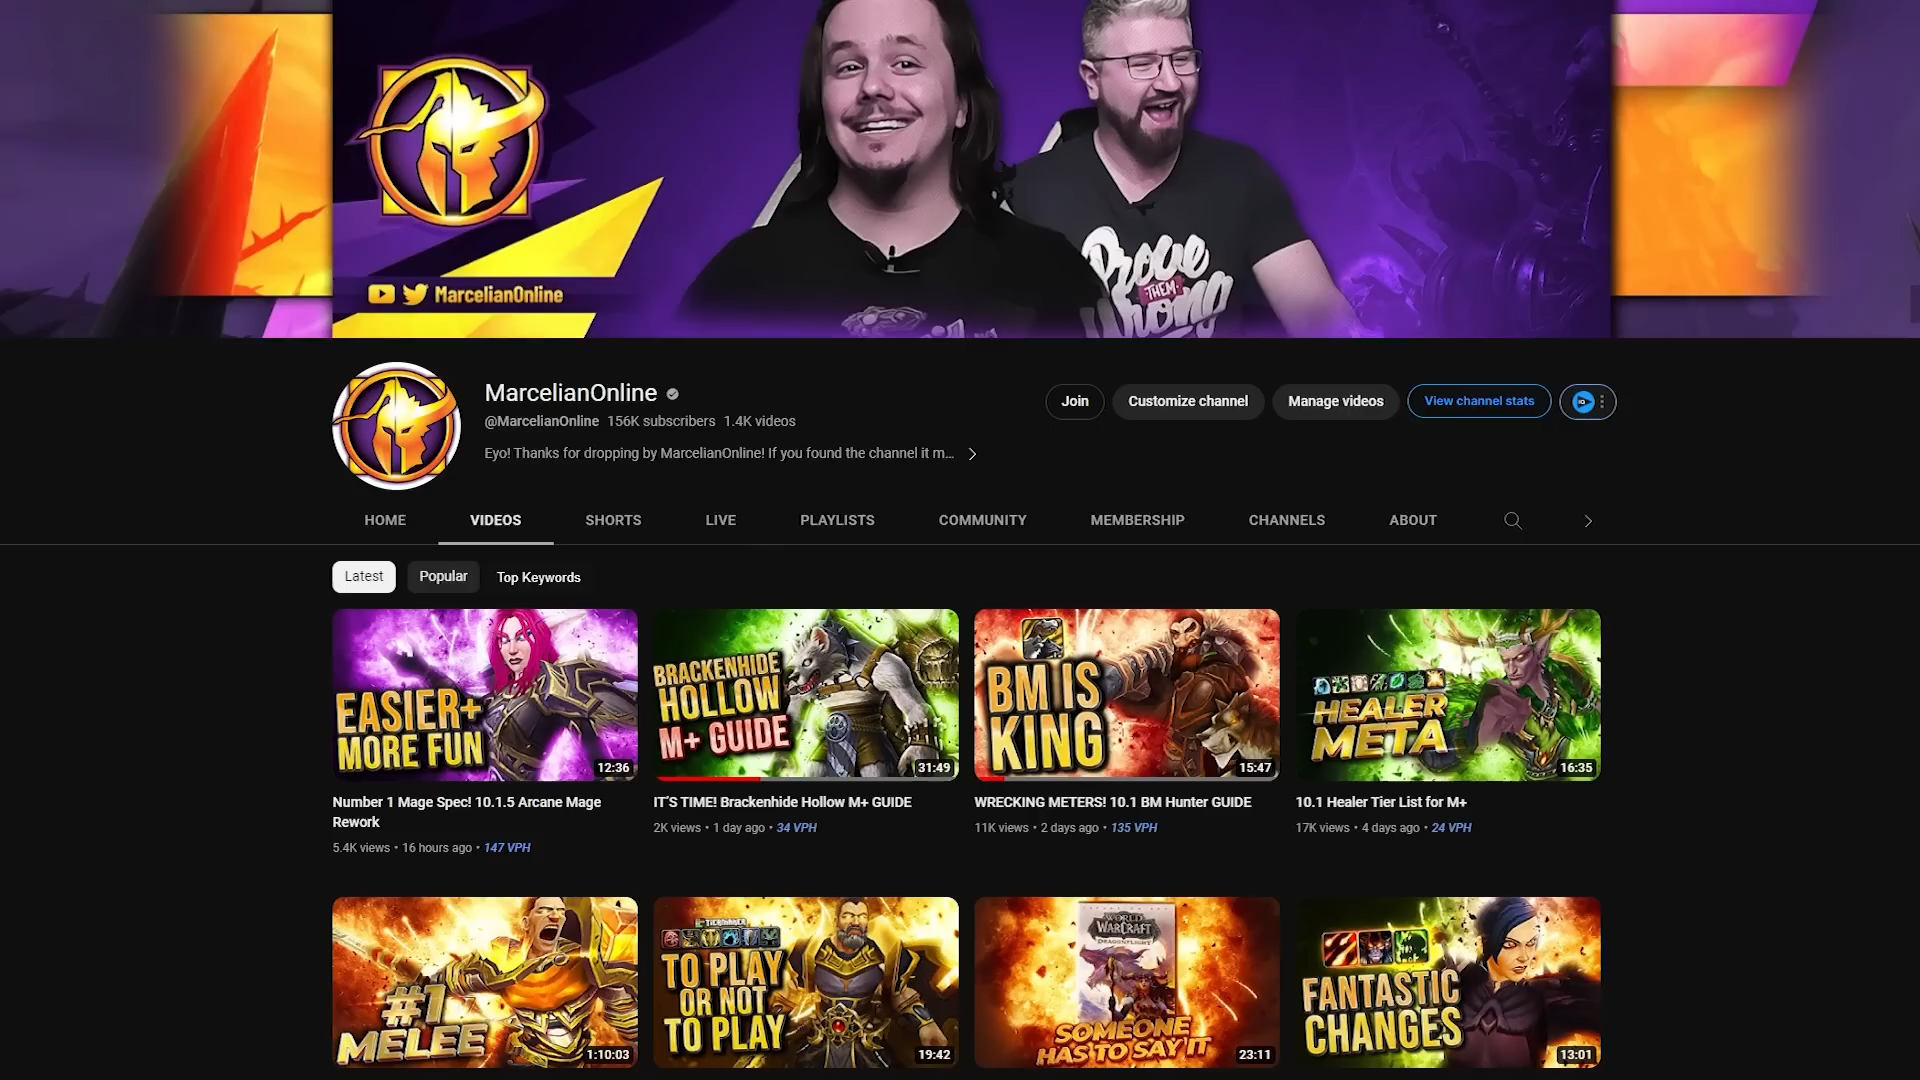 Prove
THEM
Wrong
MarcelianOnline
MarcelianOnline
@MarcelianOnline 156K subscribers 1.4K videos
Eyo! Thanks for dropping by MarcelianOnline! If you found the channel it m...
Join
Customize channel
Manage videos
View channel stats
HOME
VIDEOS
SHORTS
LIVE
PLAYLISTS
COMMUNITY
MEMBERSHIP
CHANNELS
ABOUT
Latest
Popular
Top Keywords
EASIER+
MORE FUN
12:36
Number 1 Mage Spec! 10.1.5 Arcane Mage
Rework
5.4K views • 16 hours ago • 147 VPH
BRACKENHIDE
HOLLOW
M+ GUIDE
31:49
IT'S TIME! Brackenhide Hollow M+ GUIDE
2K views • 1 day ago • 34 VPH
BM IS
KING
15:47
WRECKING METERS! 10.1 BM Hunter GUIDE
11K views • 2 days ago • 135 VPH
HEALER
META
16:35
10.1 Healer Tier List for M+
17K views • 4 days ago • 24 VPH
#1
MELEE
1:10:03
TO PLAY
OR NOT
TO PLAY
19:42
WORLD
WARCRAFT
DRAGONFLIGHT
SOMEONE
HAS TO SAY IT
23:11
FANTASTIC
CHANGES
13:01